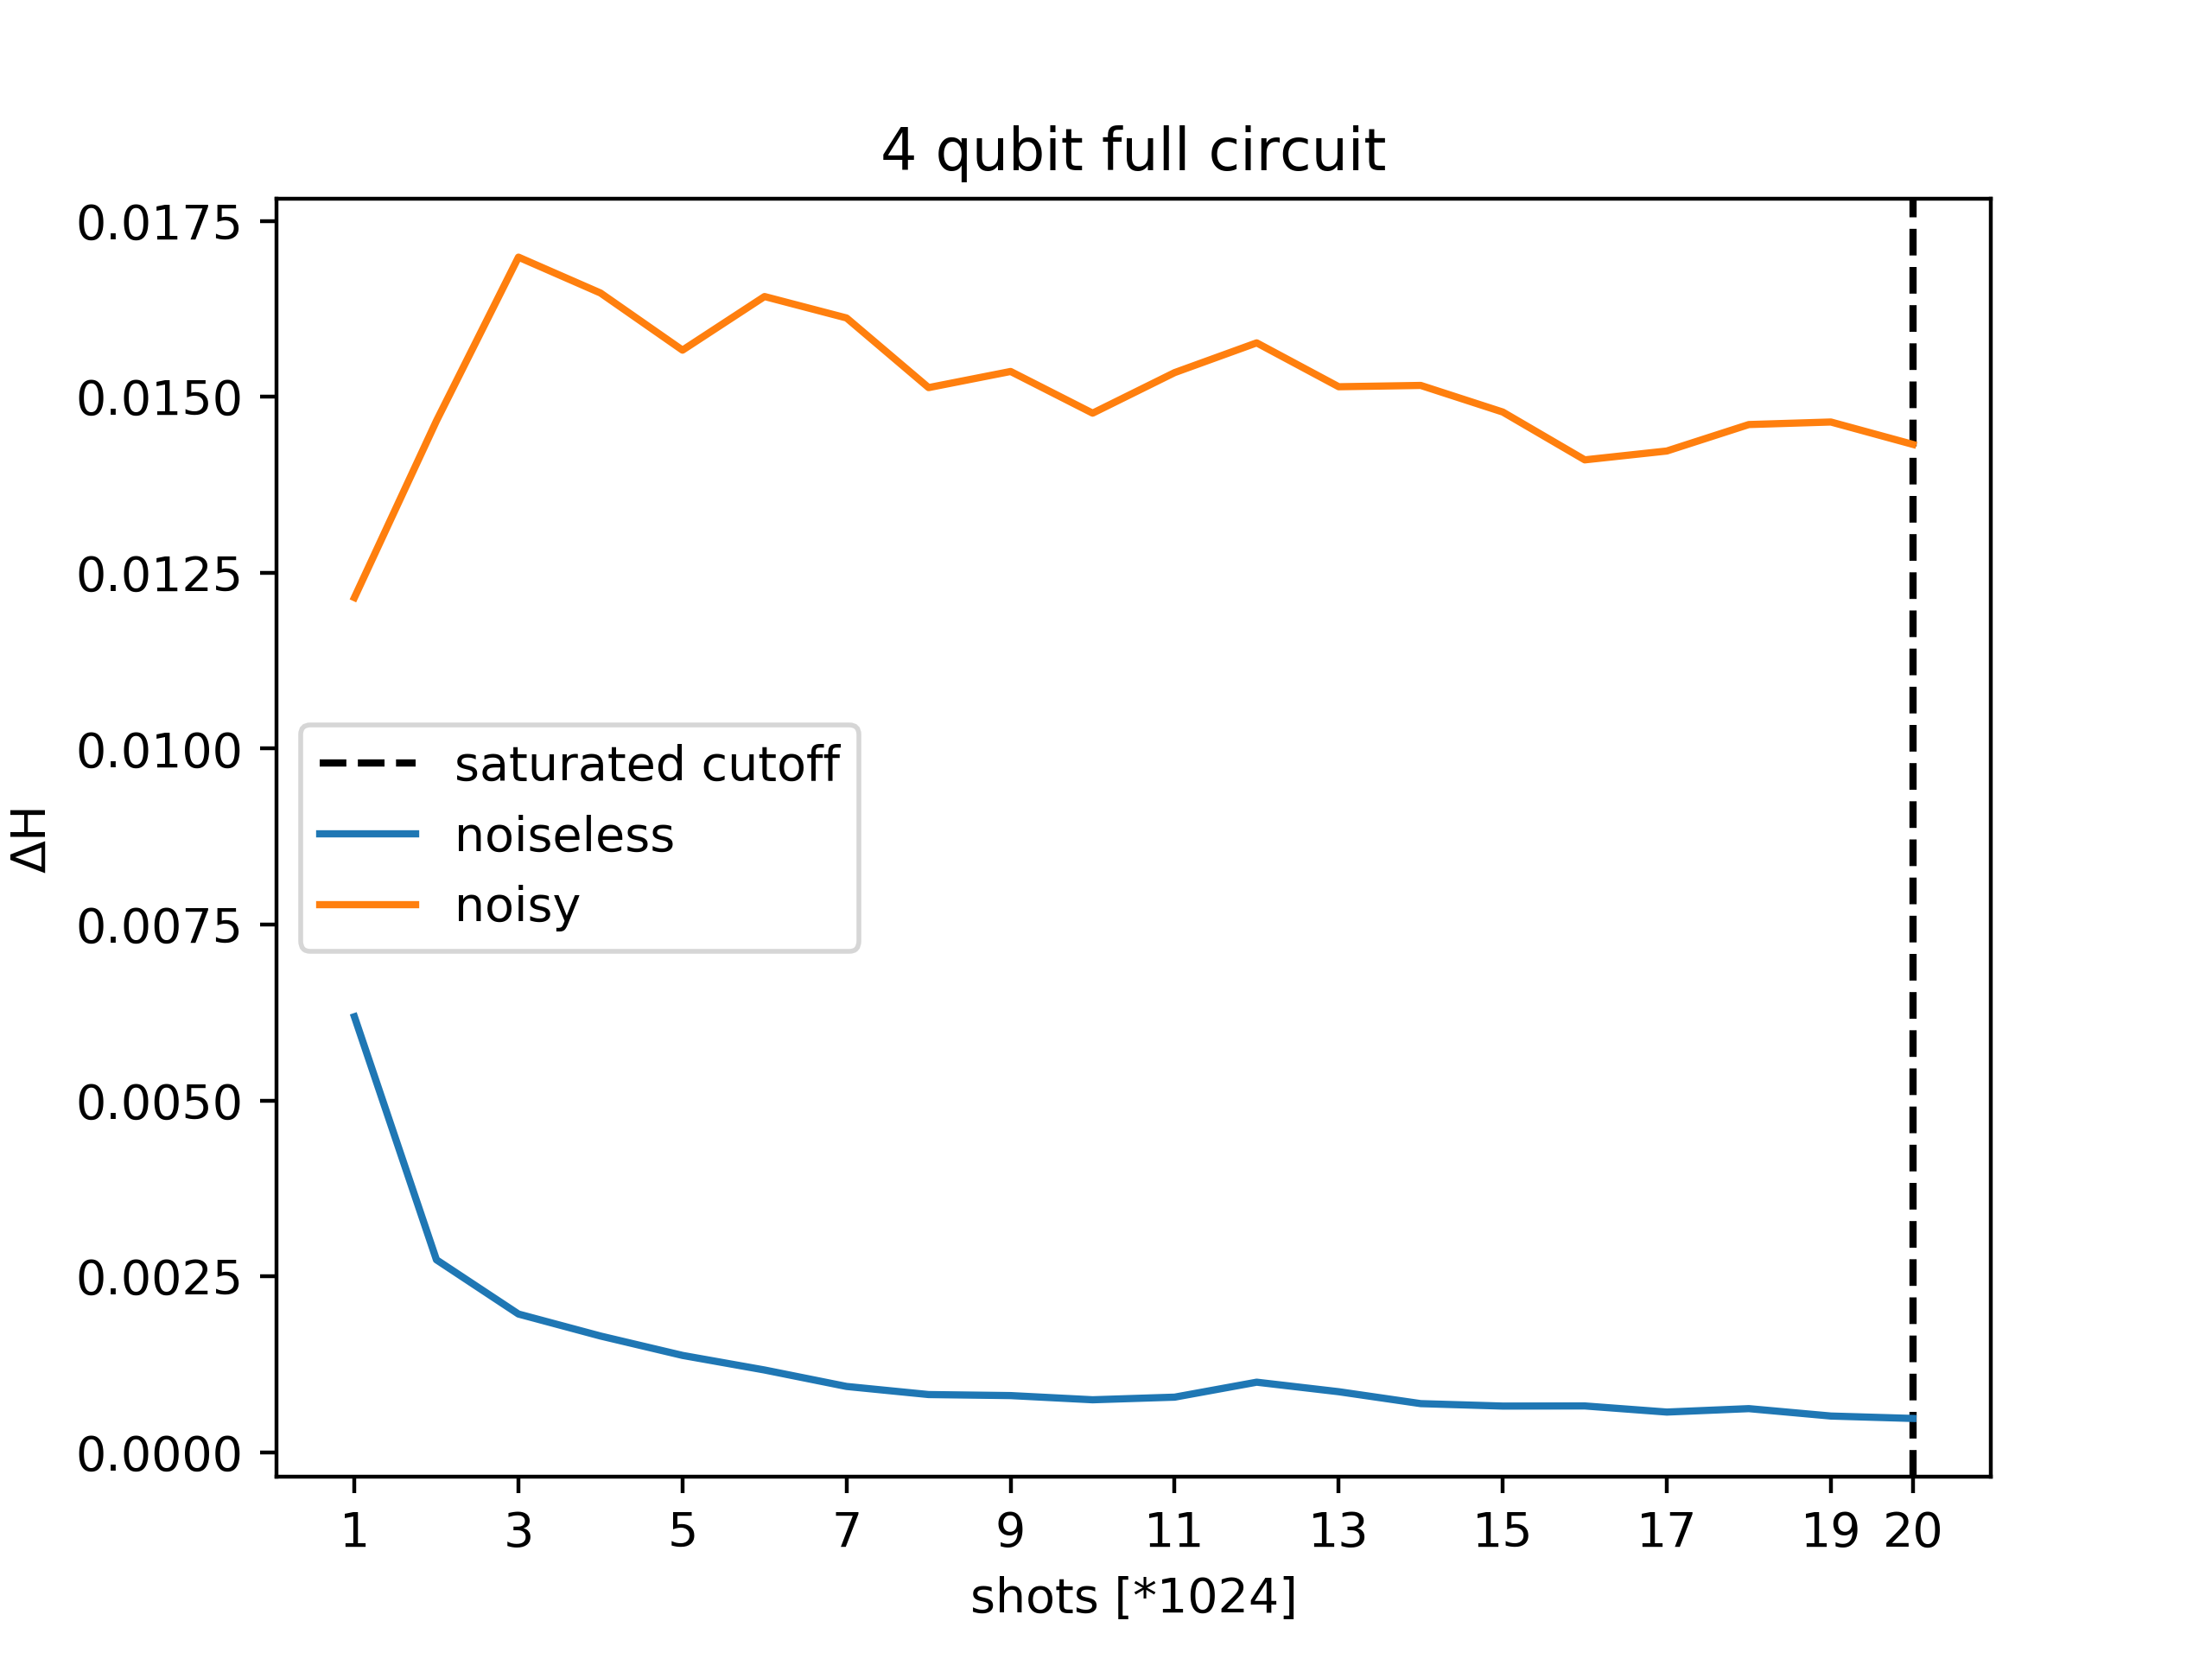 4 qubit full circuit
0.0175
0.0150
0.0125
0.0100
0.0075
0.0050
0.0025
0.0000
ΔH
saturated cutoff
noiseless
noisy
1 3 5 7 9 11 13 15 17 19 20
shots [*1024]